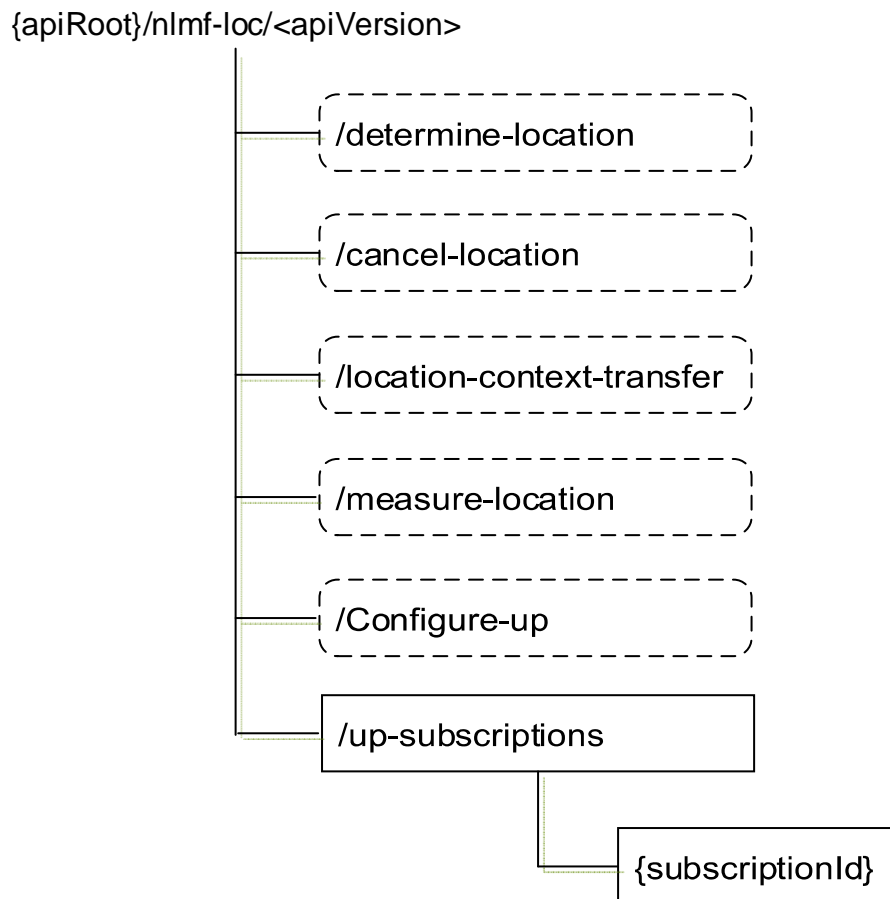 {apiRoot}/nlmf-loc/<apiVersion>
/determine-location
/cancel-location
/location-context-transfer
/measure-location
/Configure-up
/up-subscriptions
{subscriptionId}